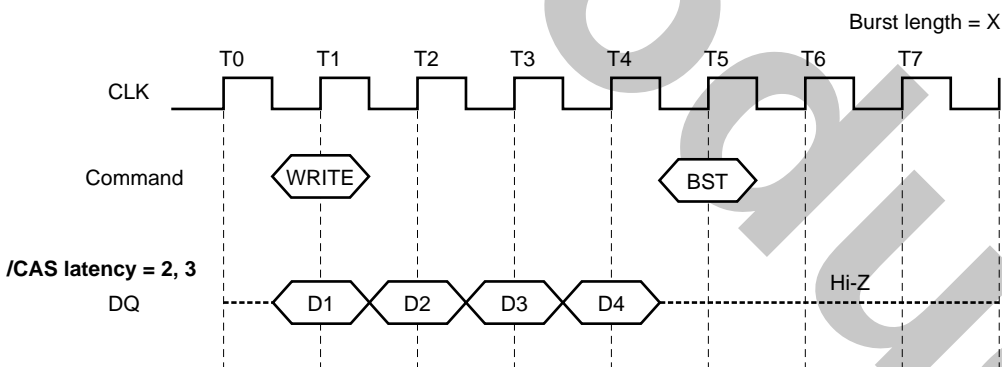 Burst length = X
T0 T1 T2 T3 T4 T5 T6 T7
CLK
Command WRITE BST
/CAS latency = 2, 3
DQ D1 D2 D3 D4 Hi-Z